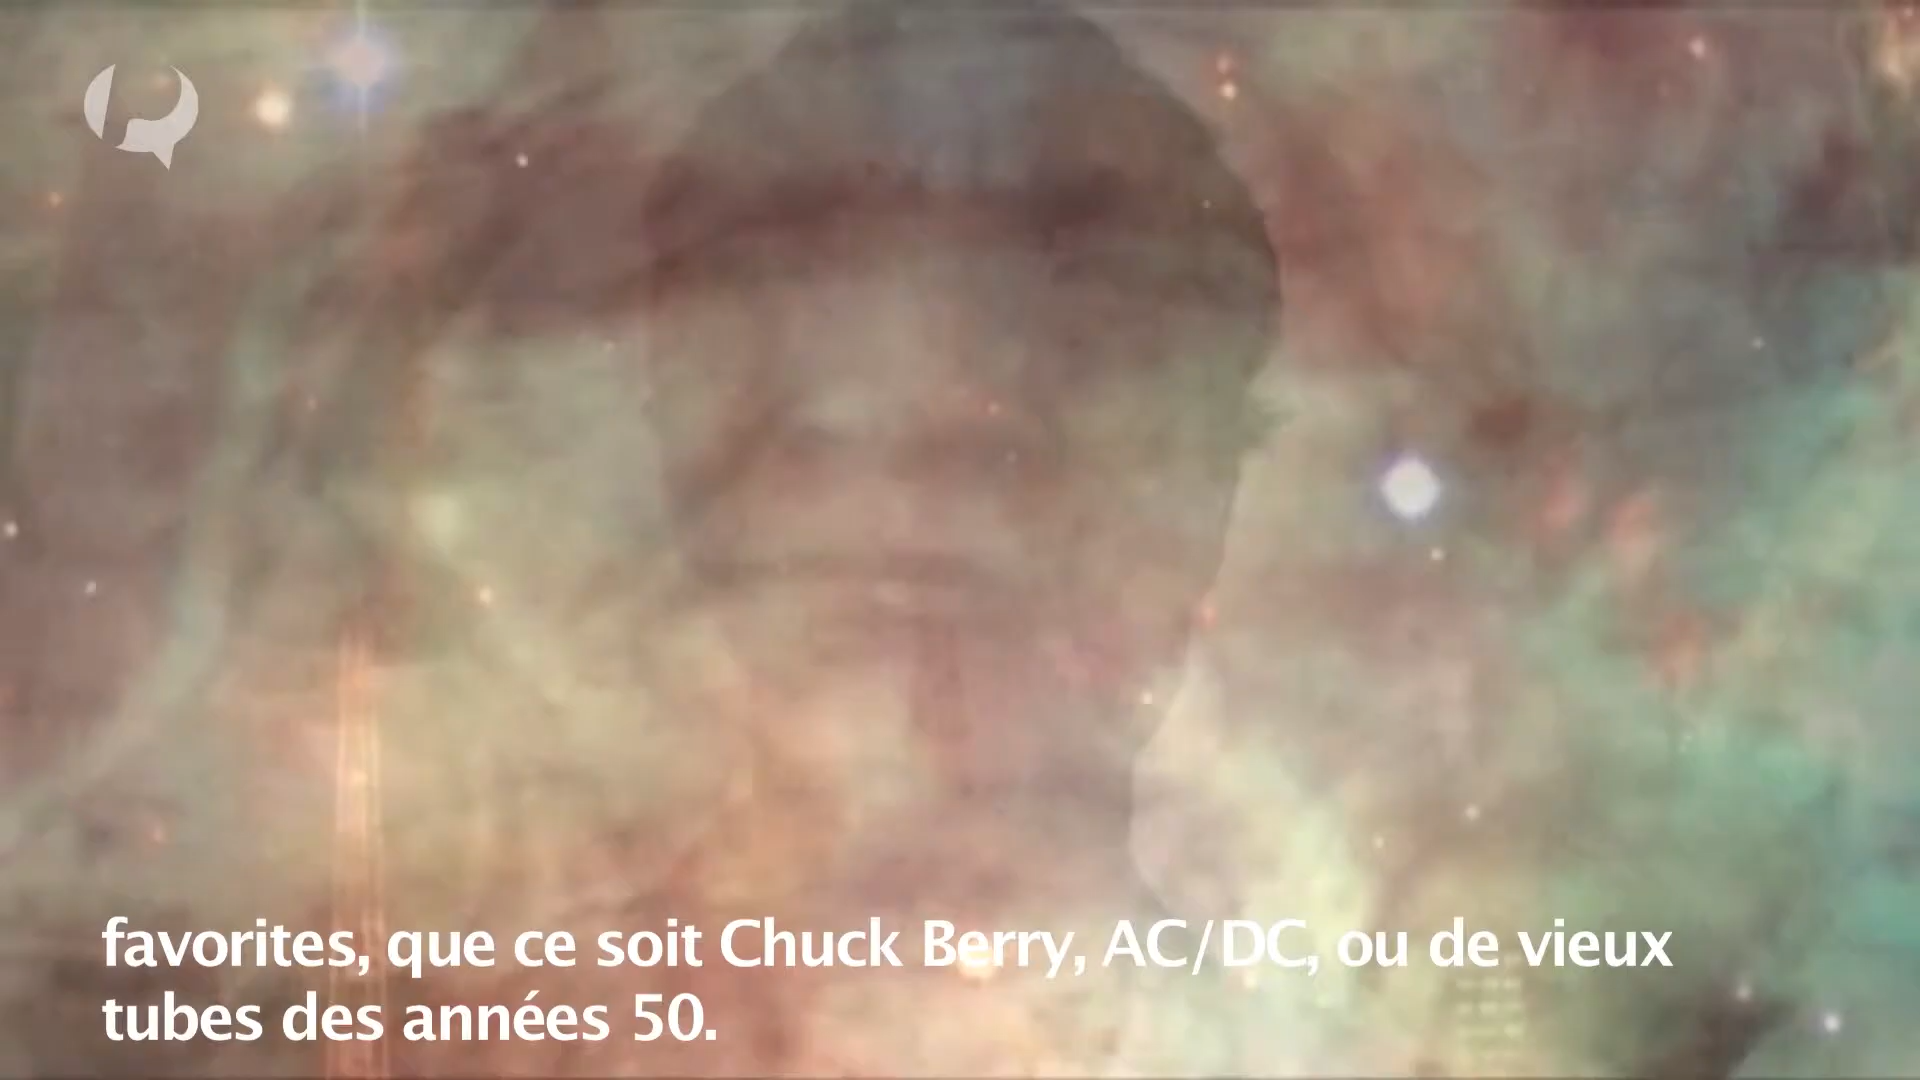 favorites, que ce soit Chuck Berry, AC/DC, ou de vieux
tubes des années 50.